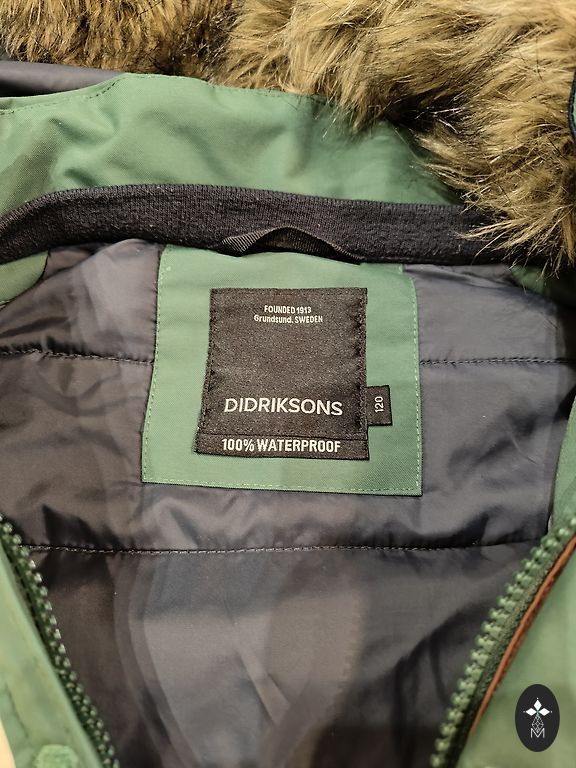 FOUNDED 1913
Grundsund. SWEDEN
DIDRIKSONS
120
100% WATERPROOF
M